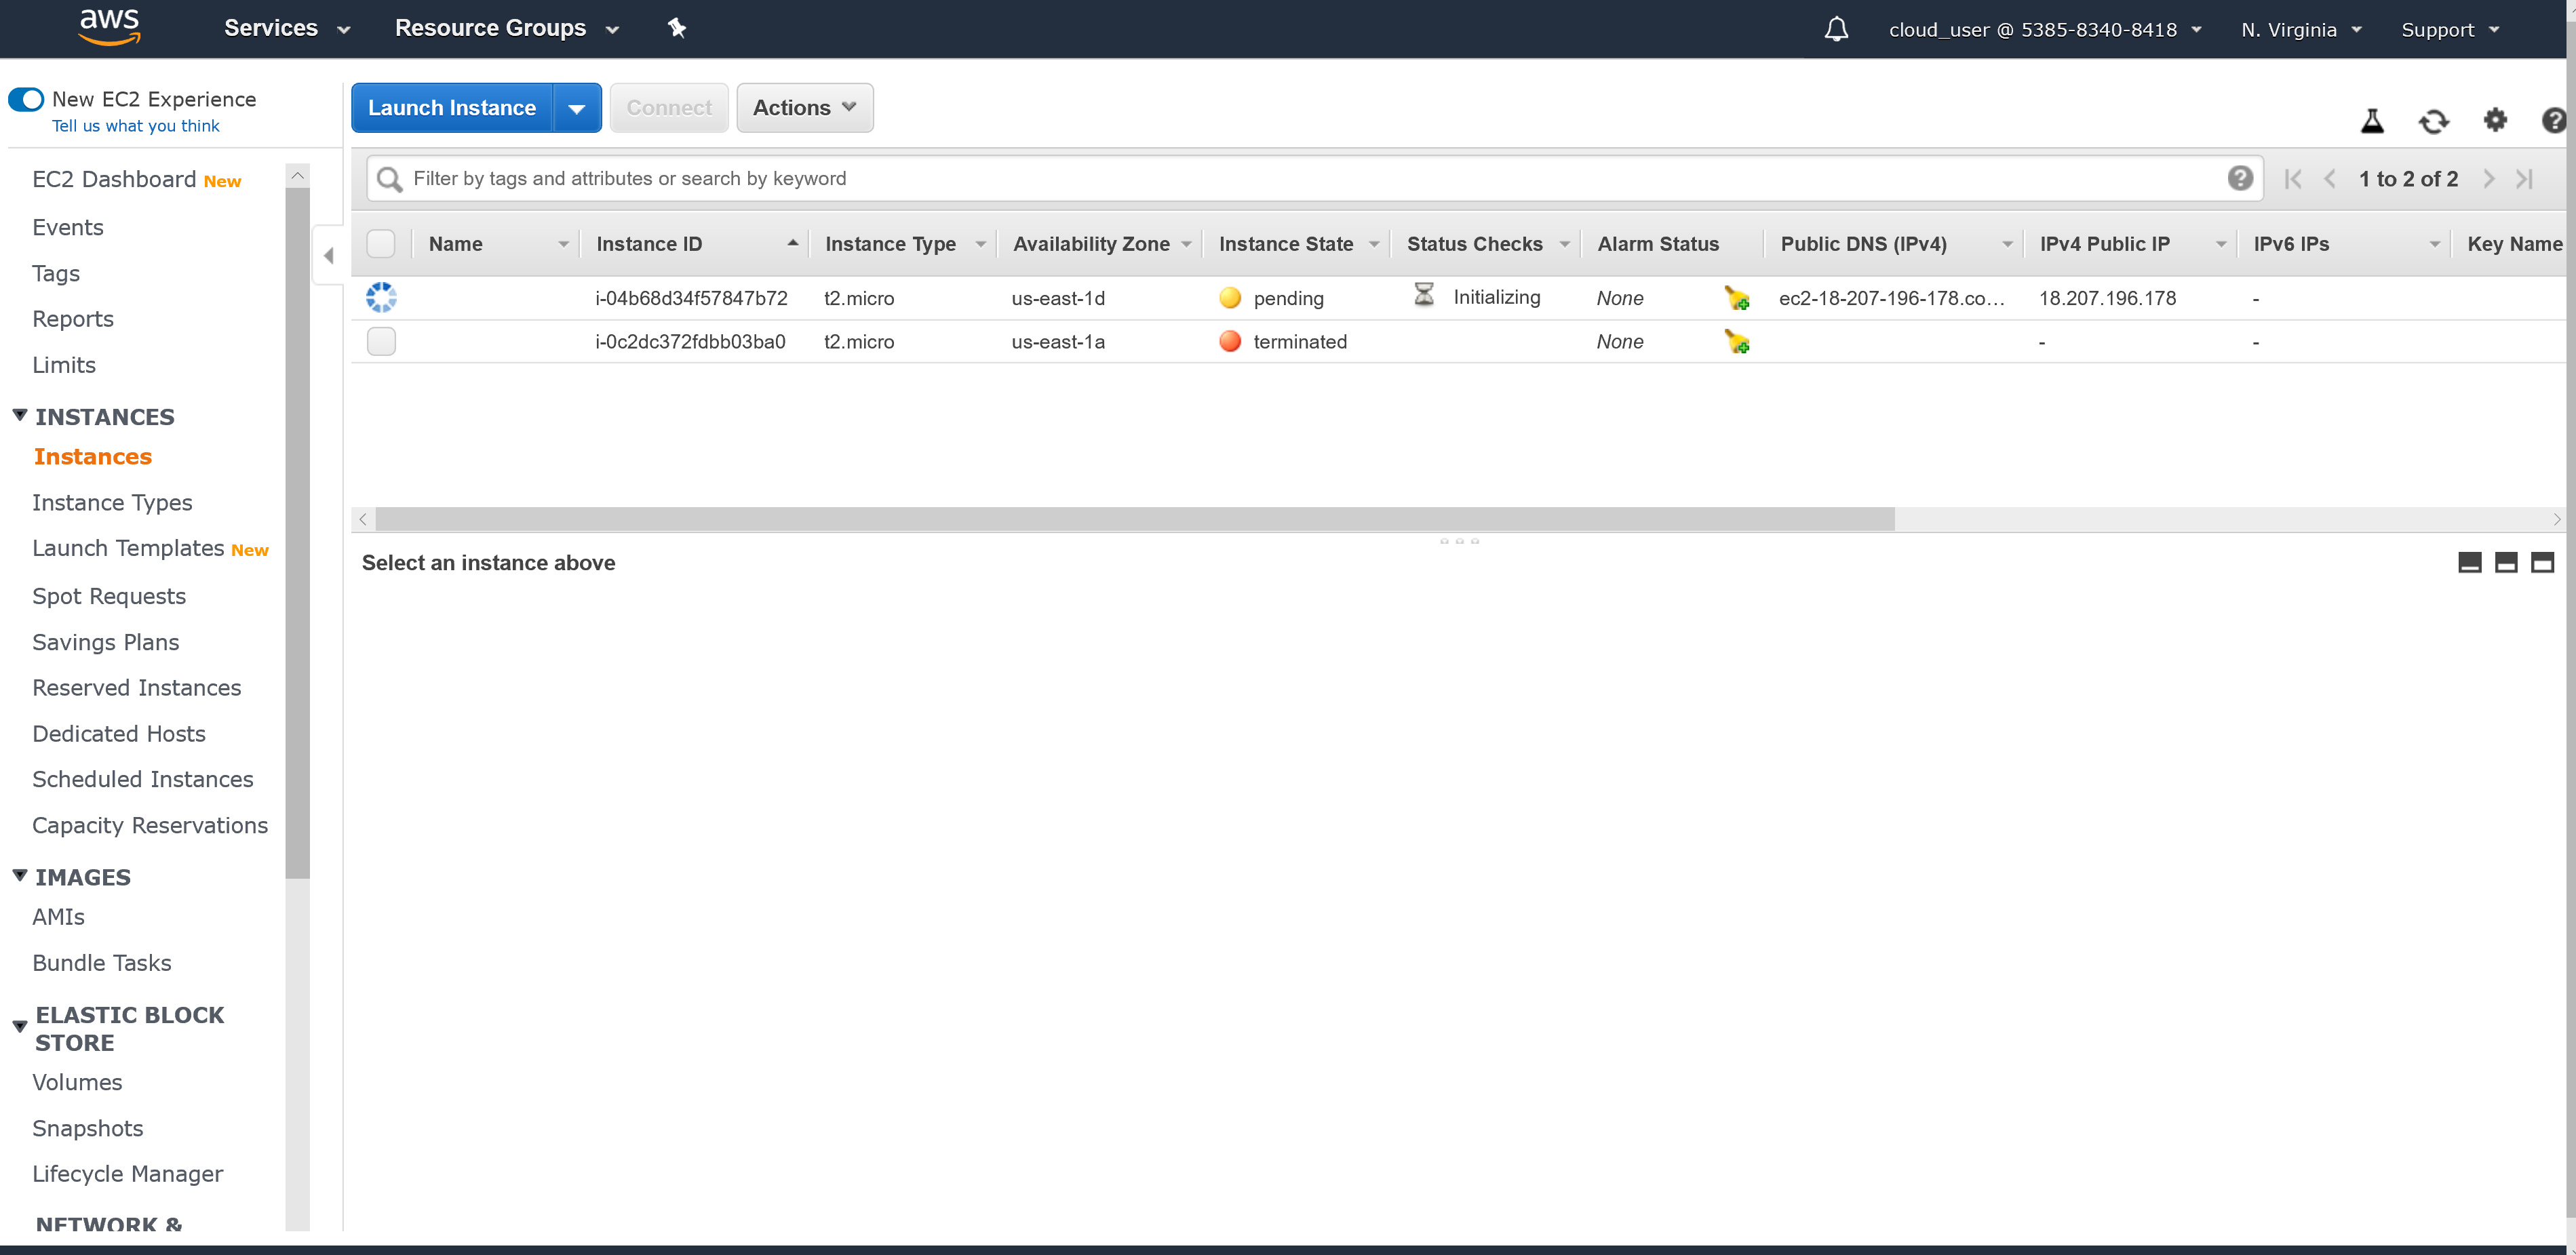 aws Services Resource Groups cloud_user @ 5385-8340-8418 N. Virginia Support
New EC2 Experience
Tell us what you think
EC2 Dashboard New
Events
Tags
Reports
Limits
INSTANCES
Instances
Instance Types
Launch Templates New
Spot Requests
Savings Plans
Reserved Instances
Dedicated Hosts
Scheduled Instances
Capacity Reservations
IMAGES
AMIs
Bundle Tasks
ELASTIC BLOCK
STORE
Volumes
Snapshots
Lifecycle Manager
NETWORK &
Launch Instance Connect Actions
Filter by tags and attributes or search by keyword 1 to 2 of 2
Name Instance ID Instance Type Availability Zone Instance State Status Checks Alarm Status Public DNS (IPv4) IPv4 Public IP IPv6 IPs Key Name
i-04b68d34f57847b72 t2.micro us-east-1d pending Initializing None ec2-18-207-196-178.co... 18.207.196.178 -
i-0c2dc372fdbb03ba0 t2.micro us-east-1a terminated None - -
Select an instance above